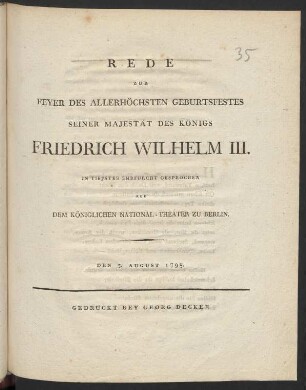 35
REDE
ZUR
FEYER DES ALLERHÖCHSTEN GEBURTSFESTES
SEINER MAJESTÄT DES KÖNIGS
FRIEDRICH WILHELM III.
IN TIEFSTER EHRFURCHT GESPROCHEN
AUF
DEM KÖNIGLICHEN NATIONAL-THEATER ZU BERLIN.
DEN 3. AUGUST 1798.
GEDRUCKT BEY GEORG DECKER